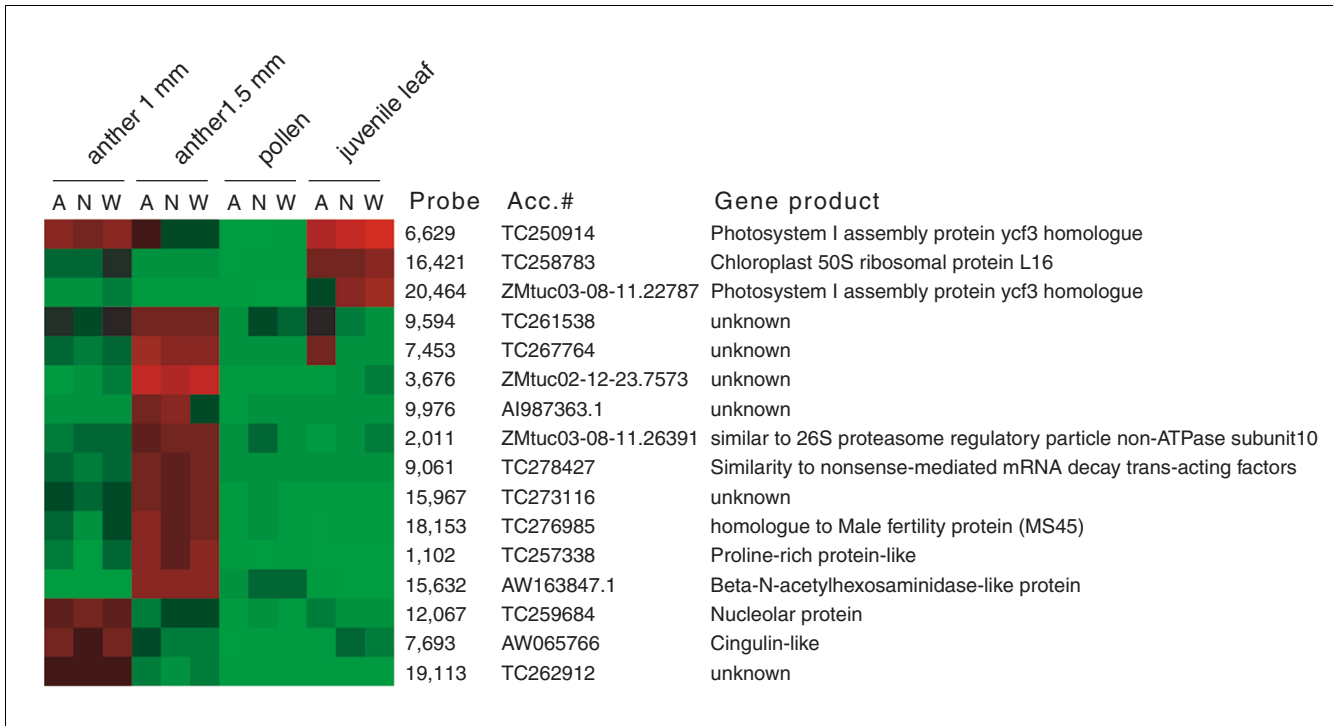 anther 1 mm
anther1.5 mm
pollen
juvenile leaf
A N W A N W A N W A N W Probe Acc.# Gene product
6,629 TC250914 Photosystem I assembly protein ycf3 homologue
16,421 TC258783 Chloroplast 50S ribosomal protein L16
20,464 ZMtuc03-08-11.22787 Photosystem I assembly protein ycf3 homologue
9,594 TC261538 unknown
7,453 TC267764 unknown
3,676 ZMtuc02-12-23.7573 unknown
9,976 AI987363.1 unknown
2,011 ZMtuc03-08-11.26391 similar to 26S proteasome regulatory particle non-ATPase subunit10
9,061 TC278427 Similarity to nonsense-mediated mRNA decay trans-acting factors
15,967 TC273116 unknown
18,153 TC276985 homologue to Male fertility protein (MS45)
1,102 TC257338 Proline-rich protein-like
15,632 AW163847.1 Beta-N-acetylhexosaminidase-like protein
12,067 TC259684 Nucleolar protein
7,693 AW065766 Cingulin-like
19,113 TC262912 unknown